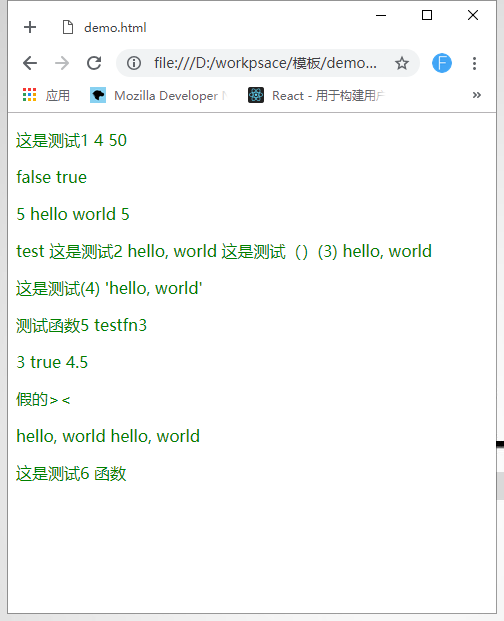 demo.html
file:///D:/workpsace/模板/demo...
应用 Mozilla Developer React - 用于构建用户 »
这是测试1 4 50
false true
5 hello world 5
test 这是测试2 hello, world 这是测试（）(3) hello, world
这是测试(4) 'hello, world'
测试函数5 testfn3
3 true 4.5
假的><
hello, world hello, world
这是测试6 函数